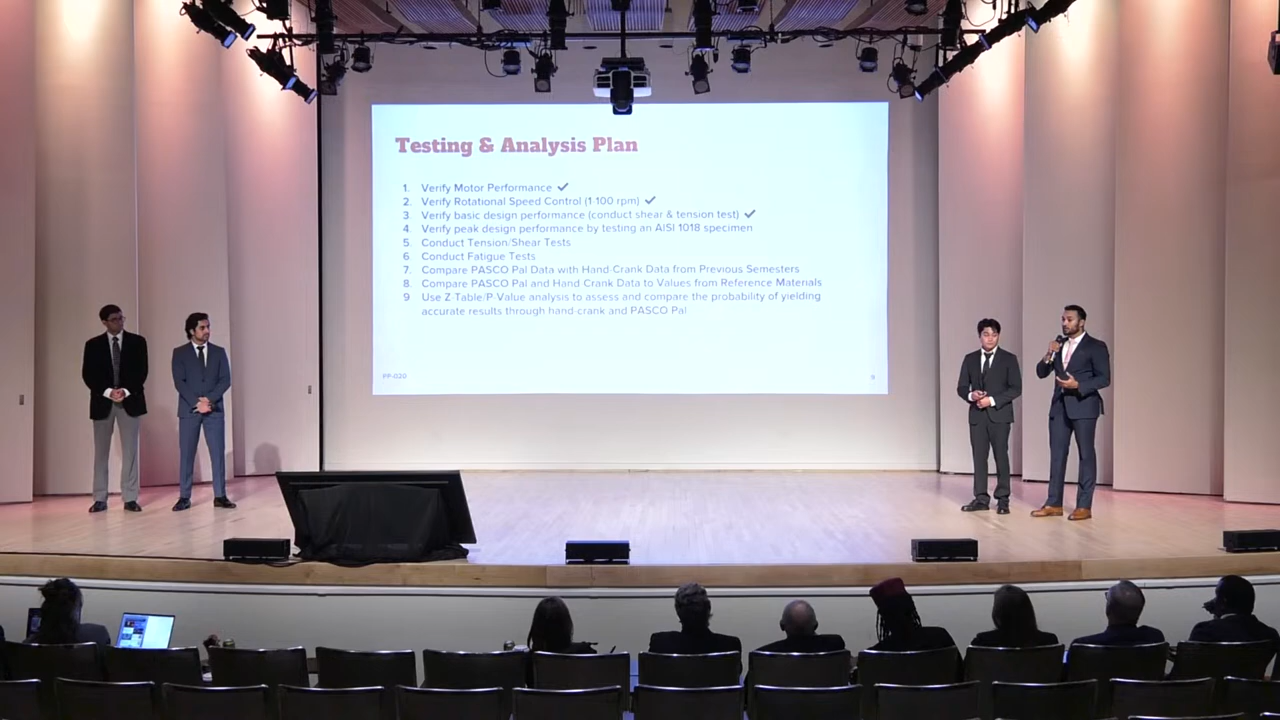 Testing & Analysis Plan
1. Verify Motor Performance ✓
2. Verify Rotational Speed Control (1 100 rpm) ✓
3. Verify basic design performance (conduct shear & tension test) ✓
4. Verify peak design performance by testing an AISI 1018 specimen
5. Conduct Tension/Shear Tests
6. Conduct Fatigue Tests
7. Compare PASCO Pal Data with Hand-Crank Data from Previous Semesters
8. Compare PASCO Pal and Hand Crank Data to Values from Reference Materials
9 Use Z-Table/P-Value analysis to assess and compare the probability of yielding
accurate results through hand-crank and PASCO Pal
PP-020
9